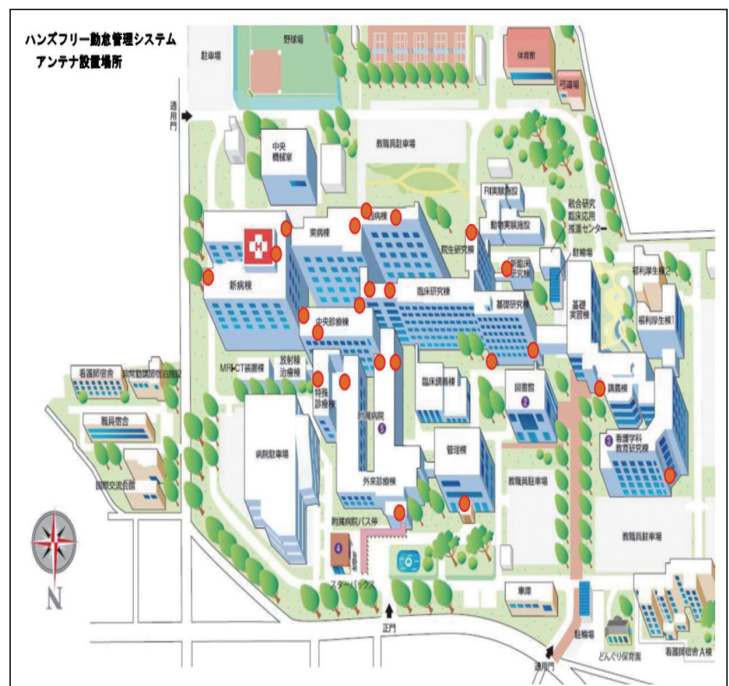 ハンズフリー勤怠管理システム
アンテナ設置場所
駐車場
野球場
体育館
弓道場
通用門
中央
機械室
教職員駐車場
RI実験施設
動物実験施設
融合研究
臨床応用
推進センター
駐輪場
東病棟
病棟
院生研究棟
新病棟
臨床研究棟
基礎研究棟
基礎
実習棟
福利厚生棟2
福利厚生棟1
中央診療棟
MRI-CT装置棟
放射線
治療棟
特殊
診療棟
臨床講義棟
図書館
2
講義棟
看護師宿舎
職員宿舎
国際交流会館
病院駐車場
附属病院
管理棟
3
看護学科
教育研究棟
外来診療棟
教職員駐車場
教職員駐車場
附属病院バス停
4
スターバックス
車庫
正門
駐輪場
通用門
どんぐり保育園
看護師宿舎A棟
N